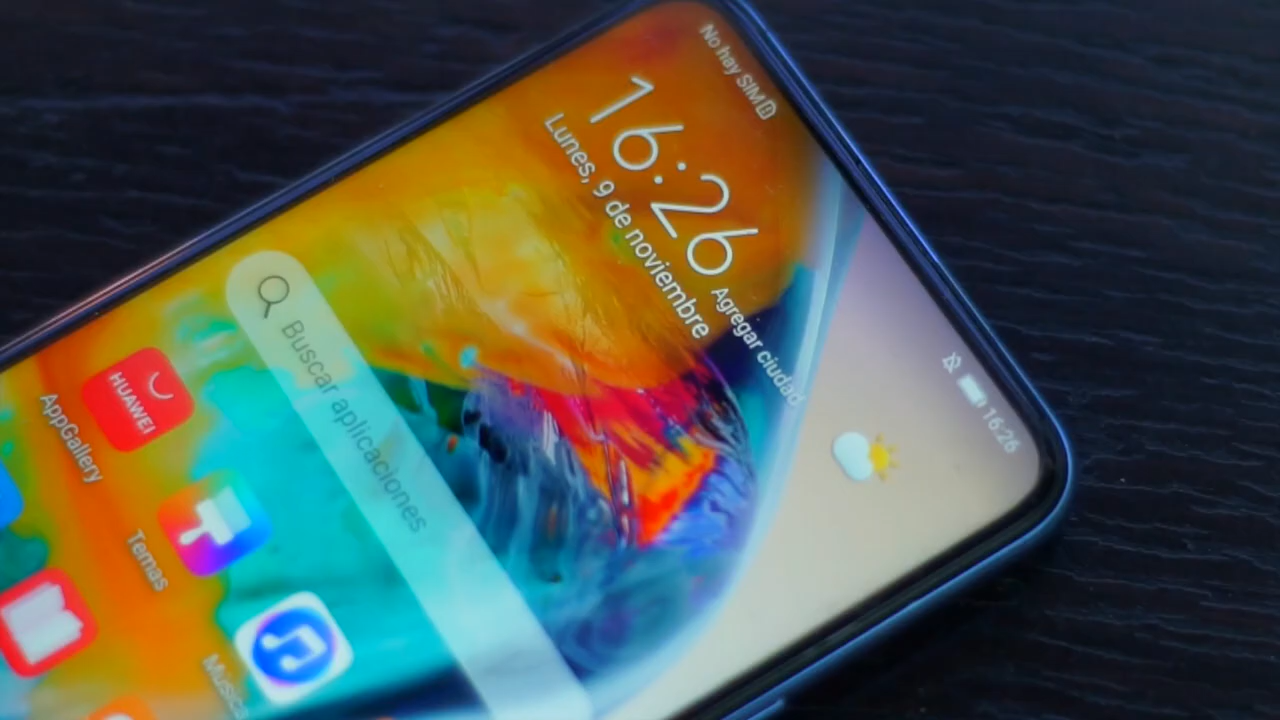 No hay SIM
16:26
16:26
Lunes, 9 de noviembre
Agregar ciudad
Buscar aplicaciones
HUAWEI
AppGallery
Temas
Música